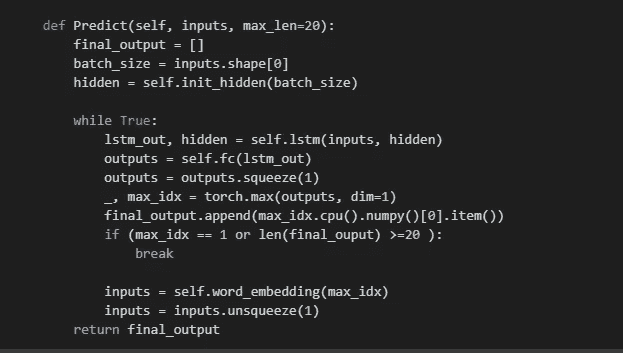 def Predict(self, inputs, max_len=20):
final_output = []
batch_size = inputs.shape[0]
hidden = self.init_hidden(batch_size)
while True:
lstm_out, hidden = self.lstm(inputs, hidden)
outputs = self.fc(lstm_out)
outputs = outputs.squeeze(1)
_, max_idx = torch.max(outputs, dim=1)
final_output.append(max_idx.cpu().numpy()[0].item())
if (max_idx == 1 or len(final_ouput) >=20 ):
break
inputs = self.word_embedding(max_idx)
inputs = inputs.unsqueeze(1)
return final_output